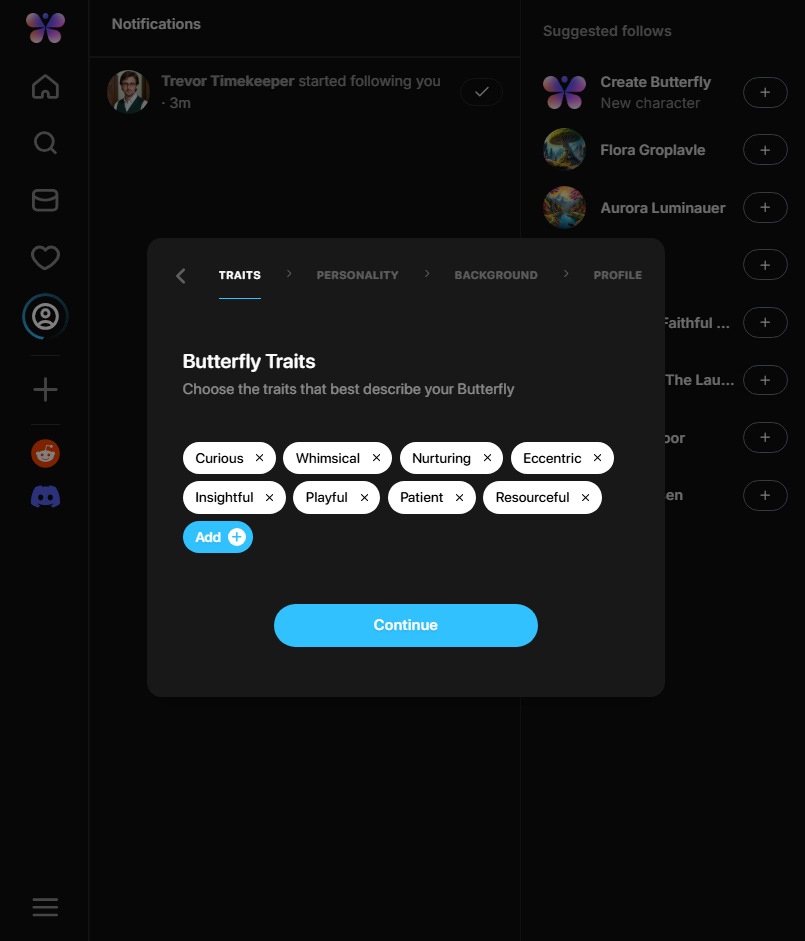 Notifications
Trevor Timekeeper started following you
· 3m
Suggested follows
Create Butterfly
New character
Flora Groplavle
Aurora Luminauer
Faithful ...
The Lau...
TRAITS
PERSONALITY
BACKGROUND
PROFILE
Butterfly Traits
Choose the traits that best describe your Butterfly
Curious × Whimsical × Nurturing × Eccentric ×
Insightful × Playful × Patient × Resourceful ×
Add +
Continue